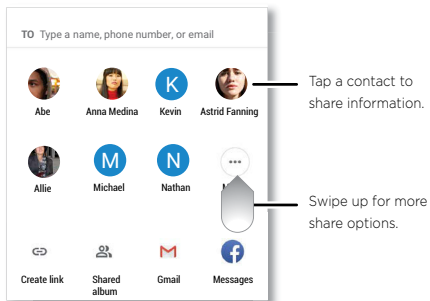 TO Type a name, phone number, or email
K
Abe Anna Medina Kevin Astrid Fanning
Tap a contact to
share information.
M N
Allie Michael Nathan
Swipe up for more
share options.
Create link Shared album Gmail Messages